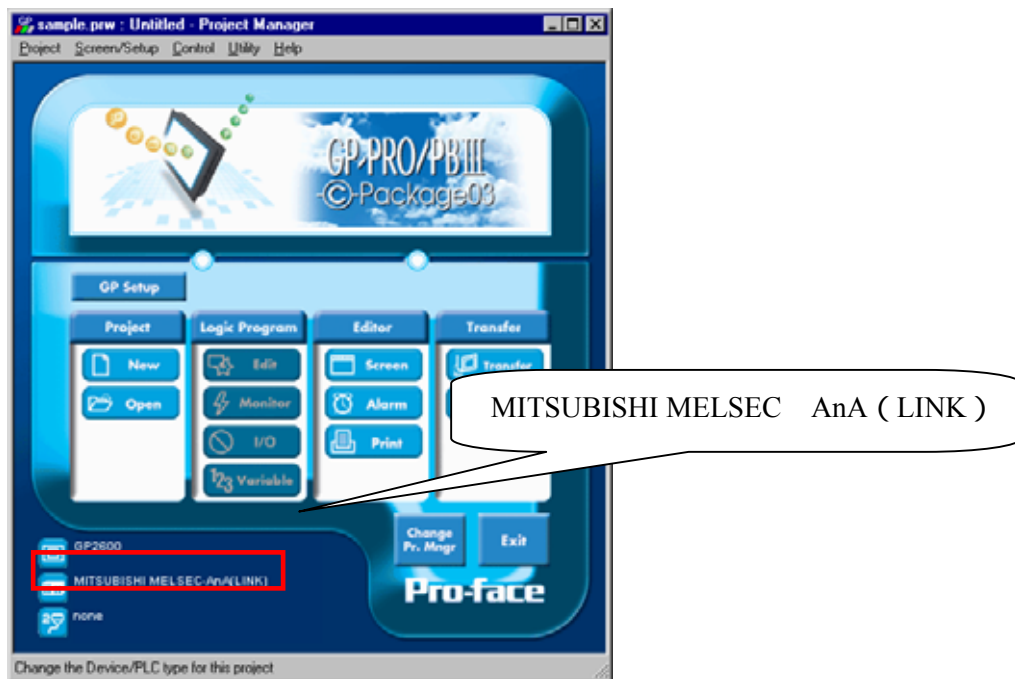 sample.prw : Untitled - Project Manager
Project Screen/Setup Control Utility Help
GP-PRO/PBIII
-©-Package03
GP Setup
Project Logic Program Editor Transfer
New Edit Screen Transfer
Open Monitor Alarm
I/O Print
123 Variable
MITSUBISHI MELSEC AnA ( LINK )
Change
Pr. Mngr
Exit
GP2600
MITSUBISHI MELSEC-AnA(LINK)
none
Pro-face
Change the Device/PLC type for this project